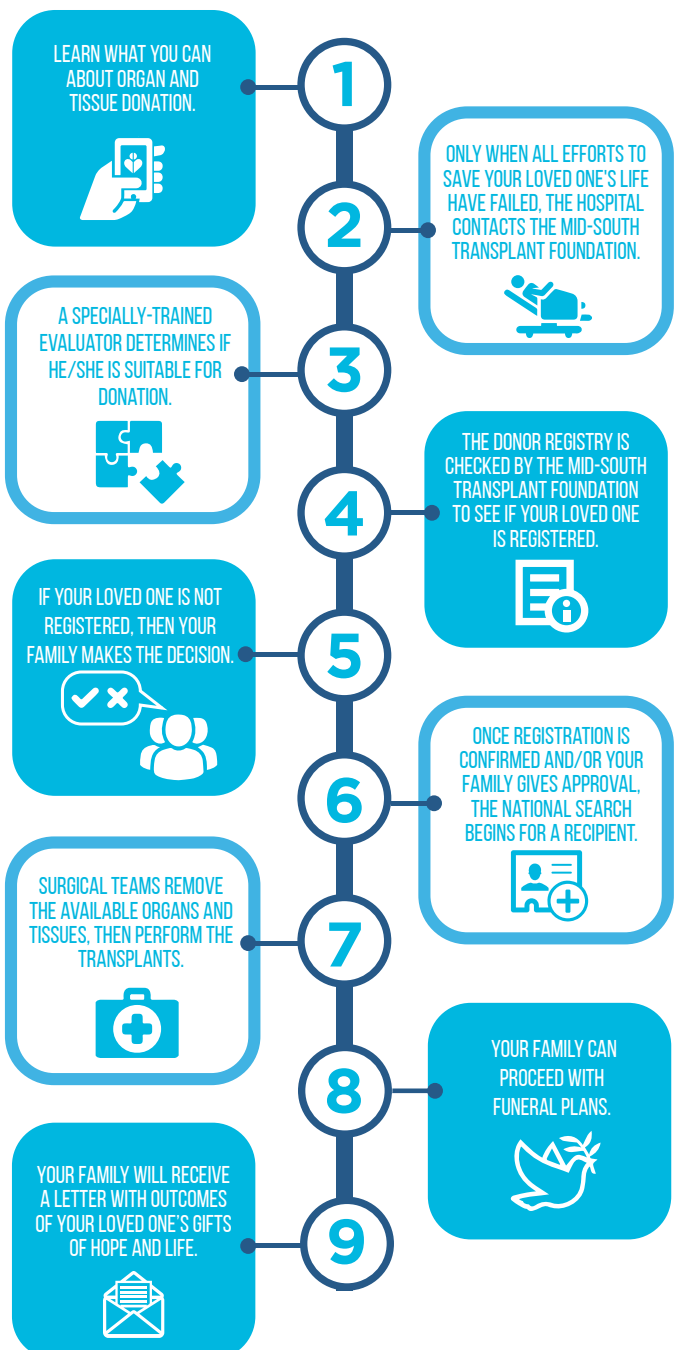 LEARN WHAT YOU CAN
ABOUT ORGAN AND
TISSUE DONATION.
1
ONLY WHEN ALL EFFORTS TO
SAVE YOUR LOVED ONE'S LIFE
HAVE FAILED, THE HOSPITAL
CONTACTS THE MID-SOUTH
TRANSPLANT FOUNDATION.
2
A SPECIALLY-TRAINED
EVALUATOR DETERMINES IF
HE/SHE IS SUITABLE FOR
DONATION.
3
THE DONOR REGISTRY IS
CHECKED BY THE MID-SOUTH
TRANSPLANT FOUNDATION
TO SEE IF YOUR LOVED ONE
IS REGISTERED.
4
IF YOUR LOVED ONE IS NOT
REGISTERED, THEN YOUR
FAMILY MAKES THE DECISION.
5
ONCE REGISTRATION IS
CONFIRMED AND/OR YOUR
FAMILY GIVES APPROVAL,
THE NATIONAL SEARCH
BEGINS FOR A RECIPIENT.
6
SURGICAL TEAMS REMOVE
THE AVAILABLE ORGANS AND
TISSUES, THEN PERFORM THE
TRANSPLANTS.
7
YOUR FAMILY CAN
PROCEED WITH
FUNERAL PLANS.
8
YOUR FAMILY WILL RECEIVE
A LETTER WITH OUTCOMES
OF YOUR LOVED ONE'S GIFTS
OF HOPE AND LIFE.
9